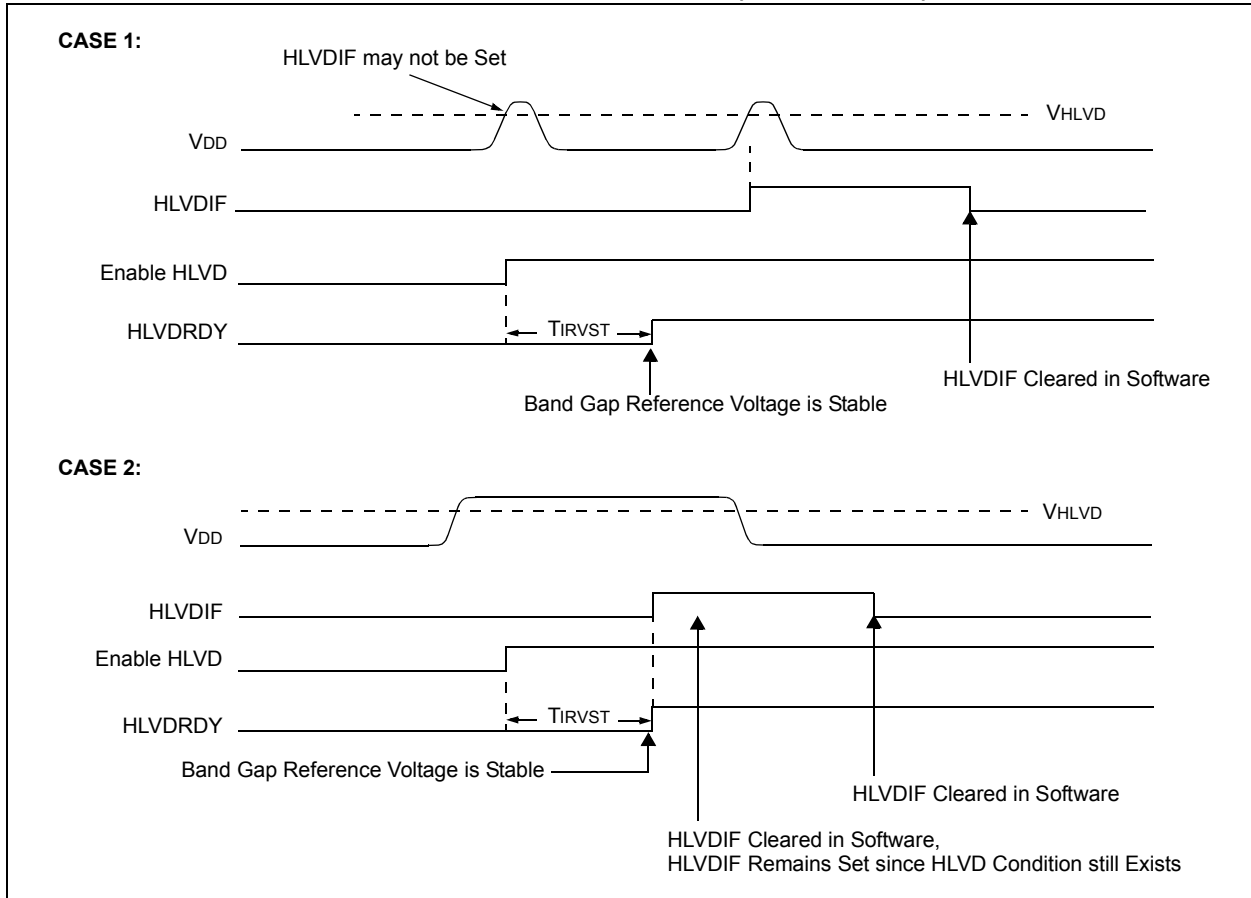 CASE 1:
HLVDIF may not be Set
VHLVD
VDD
HLVDIF
Enable HLVD
HLVDRDY
TIRVST
HLVDIF Cleared in Software
Band Gap Reference Voltage is Stable
CASE 2:
VHLVD
VDD
HLVDIF
Enable HLVD
HLVDRDY
TIRVST
Band Gap Reference Voltage is Stable
HLVDIF Cleared in Software
HLVDIF Cleared in Software,
HLVDIF Remains Set since HLVD Condition still Exists